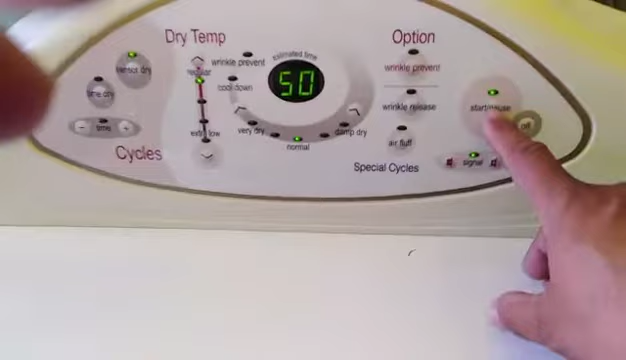 Dry Temp
Option
estimated time
wrinkle prevent
wrinkle prevent
sensor dry
regular
50
cool down
time dry
wrinkle release
start/pause
time
extra low
very dry
damp dry
off
normal
air fluff
Cycles
Special Cycles
signal